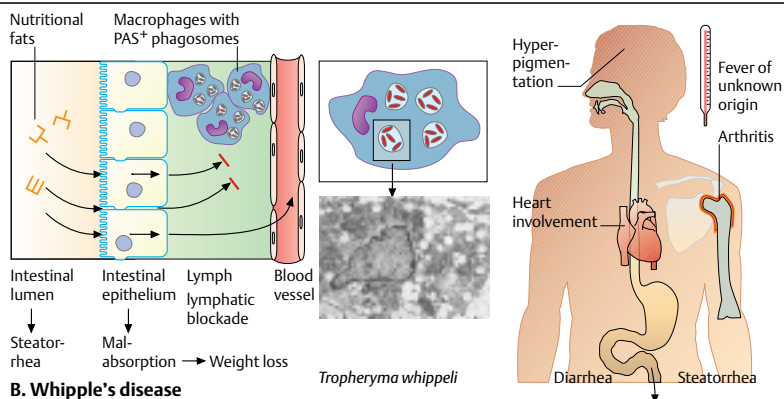 Nutritional
fats
Macrophages with
PAS+ phagosomes
Intestinal
lumen
Steator-
rhea
Intestinal
epithelium
Mal-
absorption
Weight loss
Lymph
lymphatic
blockade
Blood
vessel
B. Whipple's disease
Tropheryma whippeli
Hyper-
pigmen-
tation
Fever of
unknown
origin
Arthritis
Heart
involvement
Diarrhea
Steatorrhea